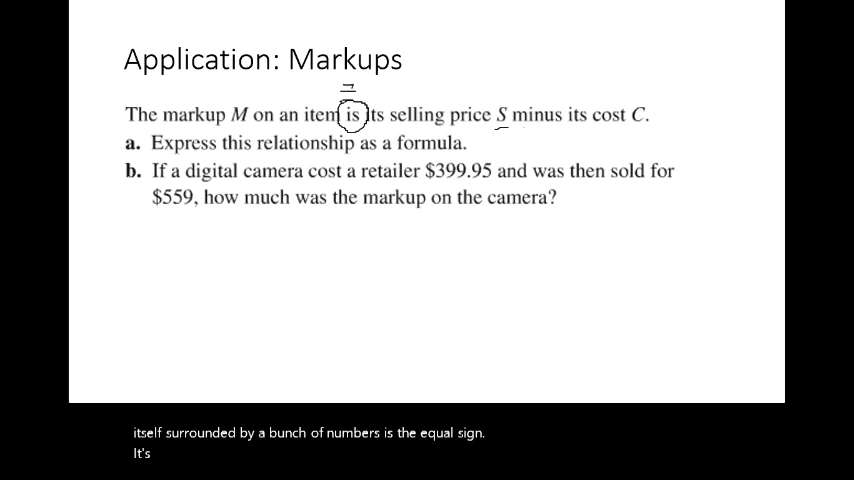 Application: Markups
=
The markup M on an item is its selling price S minus its cost C.
a. Express this relationship as a formula.
b. If a digital camera cost a retailer $399.95 and was then sold for
$559, how much was the markup on the camera?
itself surrounded by a bunch of numbers is the equal sign.
It's